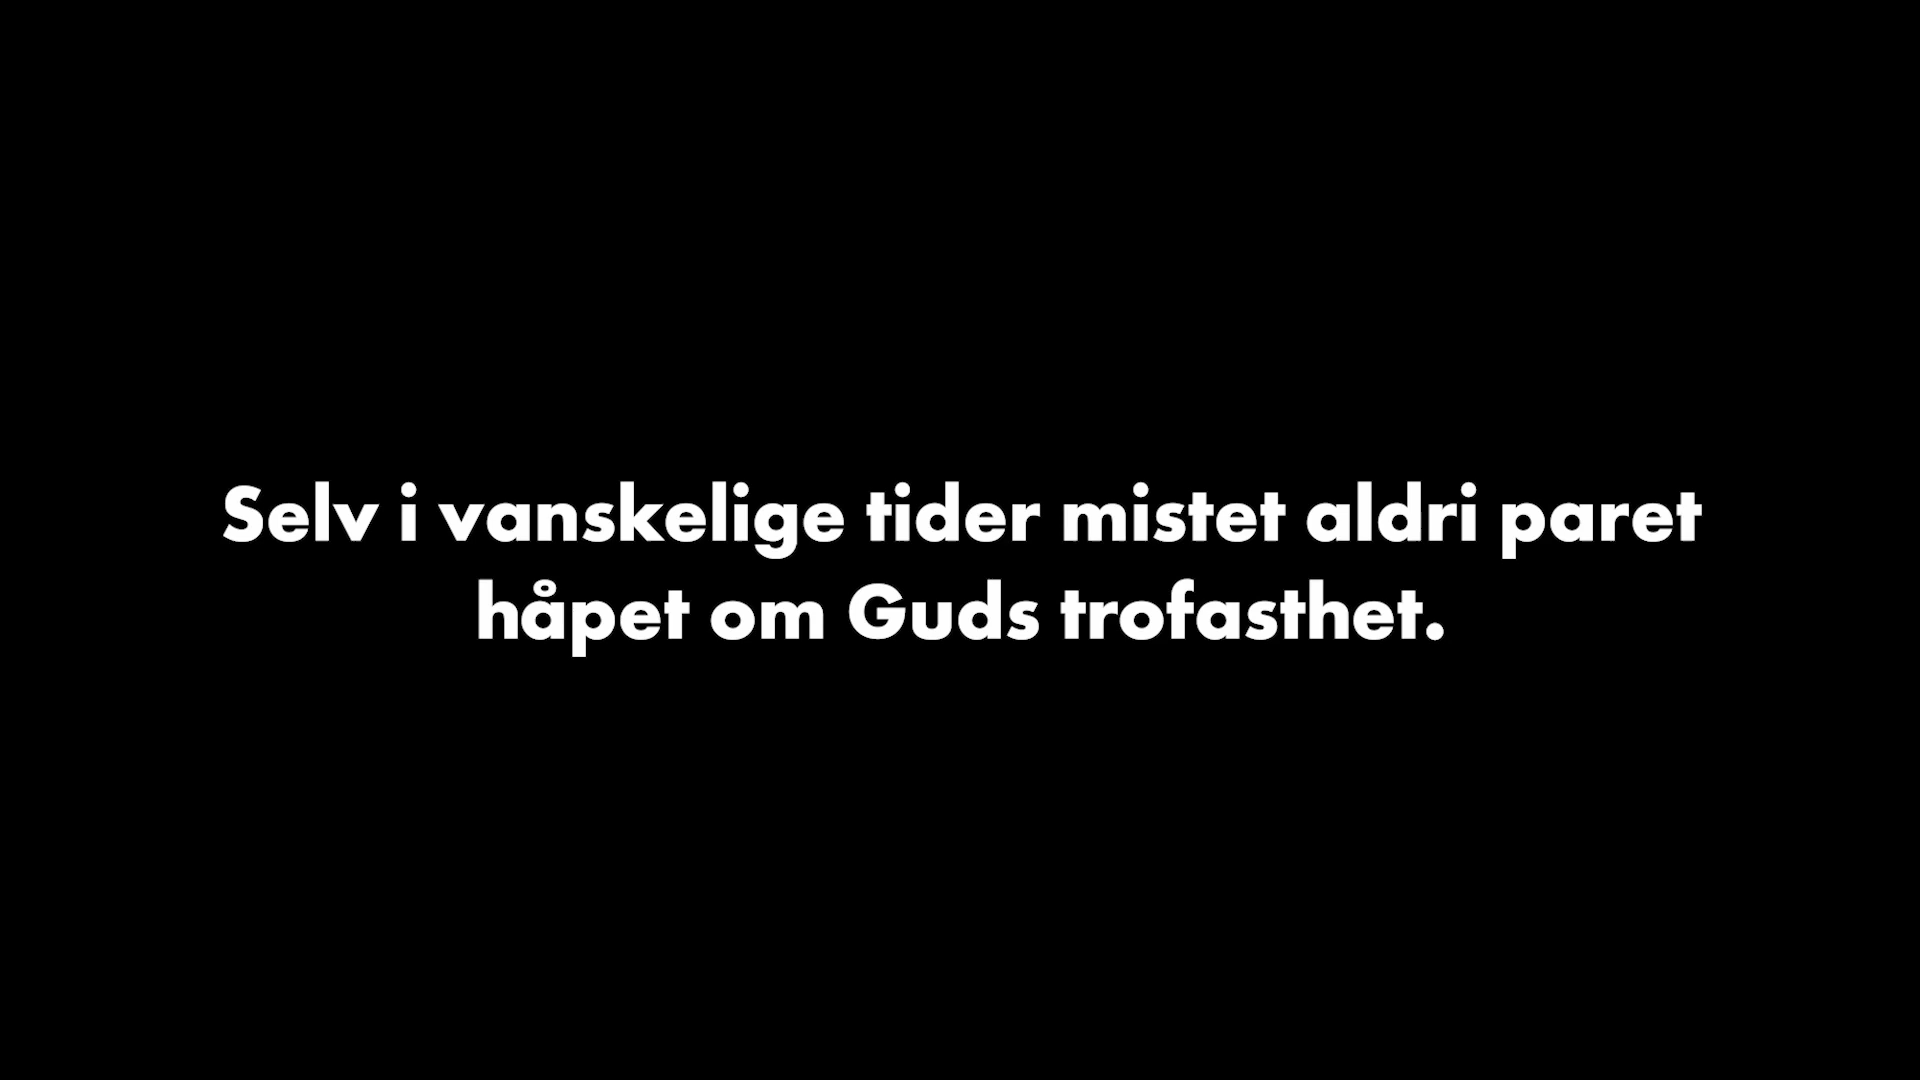 Selv i vanskelige tider mistet aldri paret
håpet om Guds trofasthet.